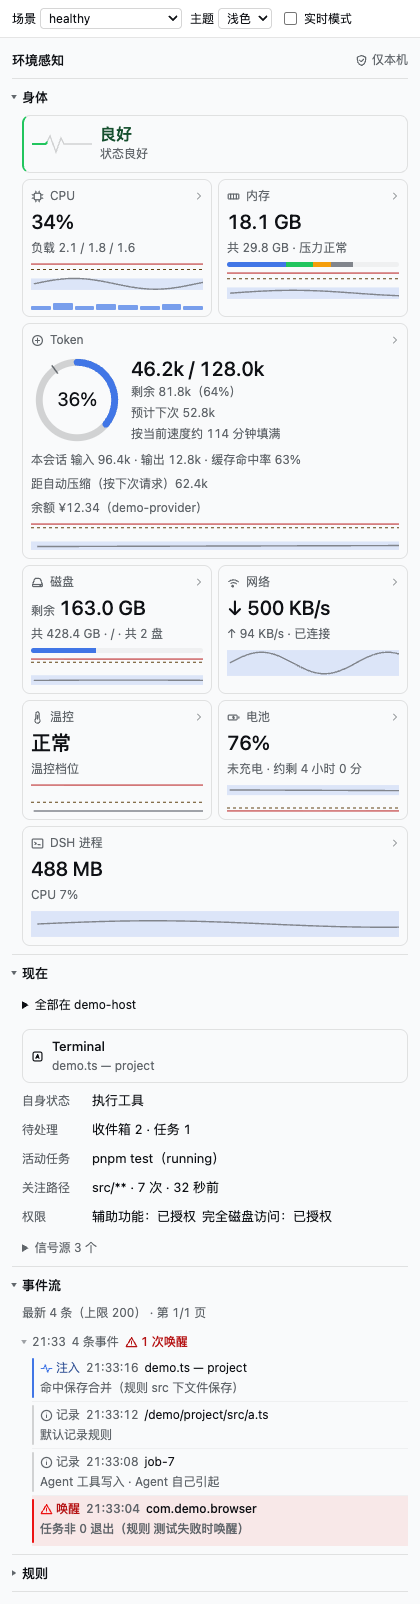 场景 healthy 主题 浅色 实时模式
环境感知 仅本机
身体
良好
状态良好
CPU
34%
负载 2.1 / 1.8 / 1.6
内存
18.1 GB
共 29.8 GB · 压力正常
Token
36%
46.2k / 128.0k
剩余 81.8k（64%）
预计下次 52.8k
按当前速度约 114 分钟填满
本会话 输入 96.4k · 输出 12.8k · 缓存命中率 63%
距自动压缩（按下次请求）62.4k
余额 ¥12.34（demo-provider）
磁盘
剩余 163.0 GB
共 428.4 GB · / · 共 2 盘
网络
↓ 500 KB/s
↑ 94 KB/s · 已连接
温控
正常
温控档位
电池
76%
未充电 · 约剩 4 小时 0 分
DSH 进程
488 MB
CPU 7%
现在
全部在 demo-host
Terminal
demo.ts — project
自身状态 执行工具
待处理 收件箱 2 · 任务 1
活动任务 pnpm test（running）
关注路径 src/** · 7 次 · 32 秒前
权限 辅助功能：已授权 完全磁盘访问：已授权
信号源 3 个
事件流
最新 4 条（上限 200） · 第 1/1 页
21:33 4 条事件 1 次唤醒
注入 21:33:16 demo.ts — project
命中保存合并（规则 src 下文件保存）
记录 21:33:12 /demo/project/src/a.ts
默认记录规则
记录 21:33:08 job-7
Agent 工具写入 · Agent 自己引起
唤醒 21:33:04 com.demo.browser
任务非 0 退出（规则 测试失败时唤醒）
规则